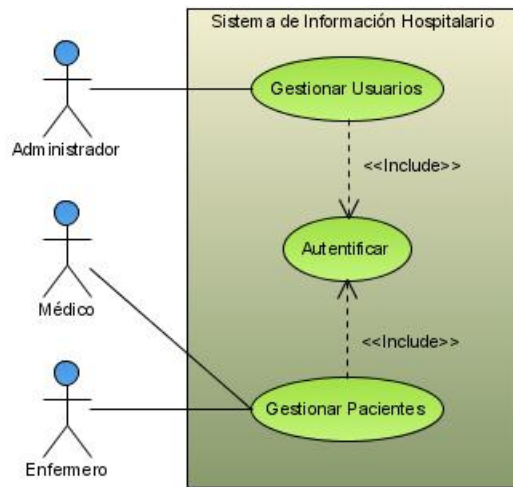 Sistema de Información Hospitalario
Gestionar Usuarios
Administrador
<<Include>>
Autentificar
Médico
<<Include>>
Gestionar Pacientes
Enfermero